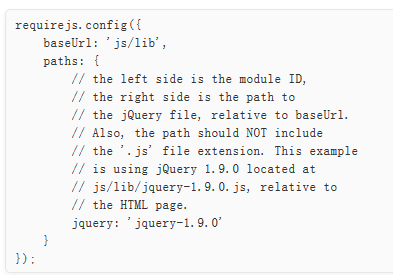 requirejs.config({
    baseUrl: 'js/lib',
    paths: {
        // the left side is the module ID,
        // the right side is the path to
        // the jQuery file, relative to baseUrl.
        // Also, the path should NOT include
        // the '.js' file extension. This example
        // is using jQuery 1.9.0 located at
        // js/lib/jquery-1.9.0.js, relative to
        // the HTML page.
        jquery: 'jquery-1.9.0'
    }
});